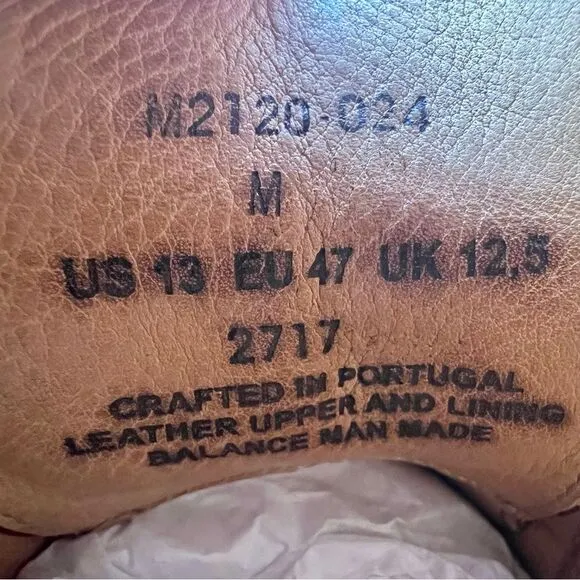 M2120-024
M
US 13 EU 47 UK 12.5
2717
CRAFTED IN PORTUGAL
LEATHER UPPER AND LINING
BALANCE MAN MADE